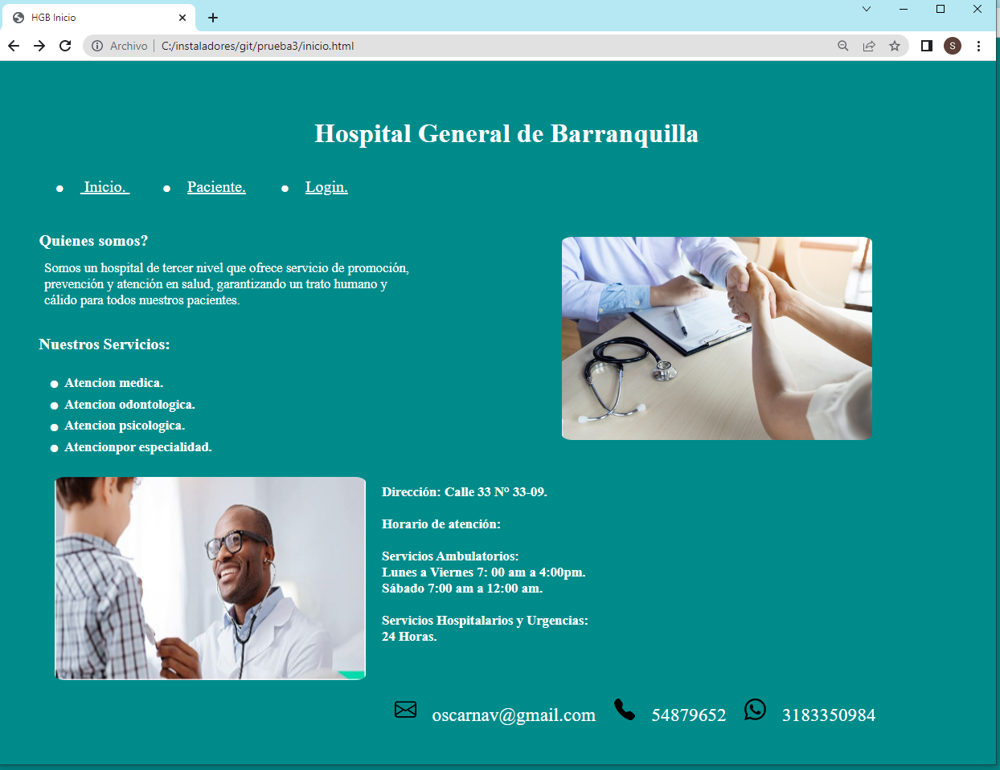 HGB Inicio
Archivo
C:/instaladores/git/prueba3/inicio.html
S
Hospital General de Barranquilla
Inicio.
Paciente.
Login.
Quienes somos?
Somos un hospital de tercer nivel que ofrece servicio de promoción,
prevención y atención en salud, garantizando un trato humano y
cálido para todos nuestros pacientes.
Nuestros Servicios:
Atencion medica.
Atencion odontologica.
Atencion psicologica.
Atencionpor especialidad.
Dirección: Calle 33 N° 33-09.
Horario de atención:
Servicios Ambulatorios:
Lunes a Viernes 7: 00 am a 4:00pm.
Sábado 7:00 am a 12:00 am.
Servicios Hospitalarios y Urgencias:
24 Horas.
oscarnav@gmail.com
54879652
3183350984